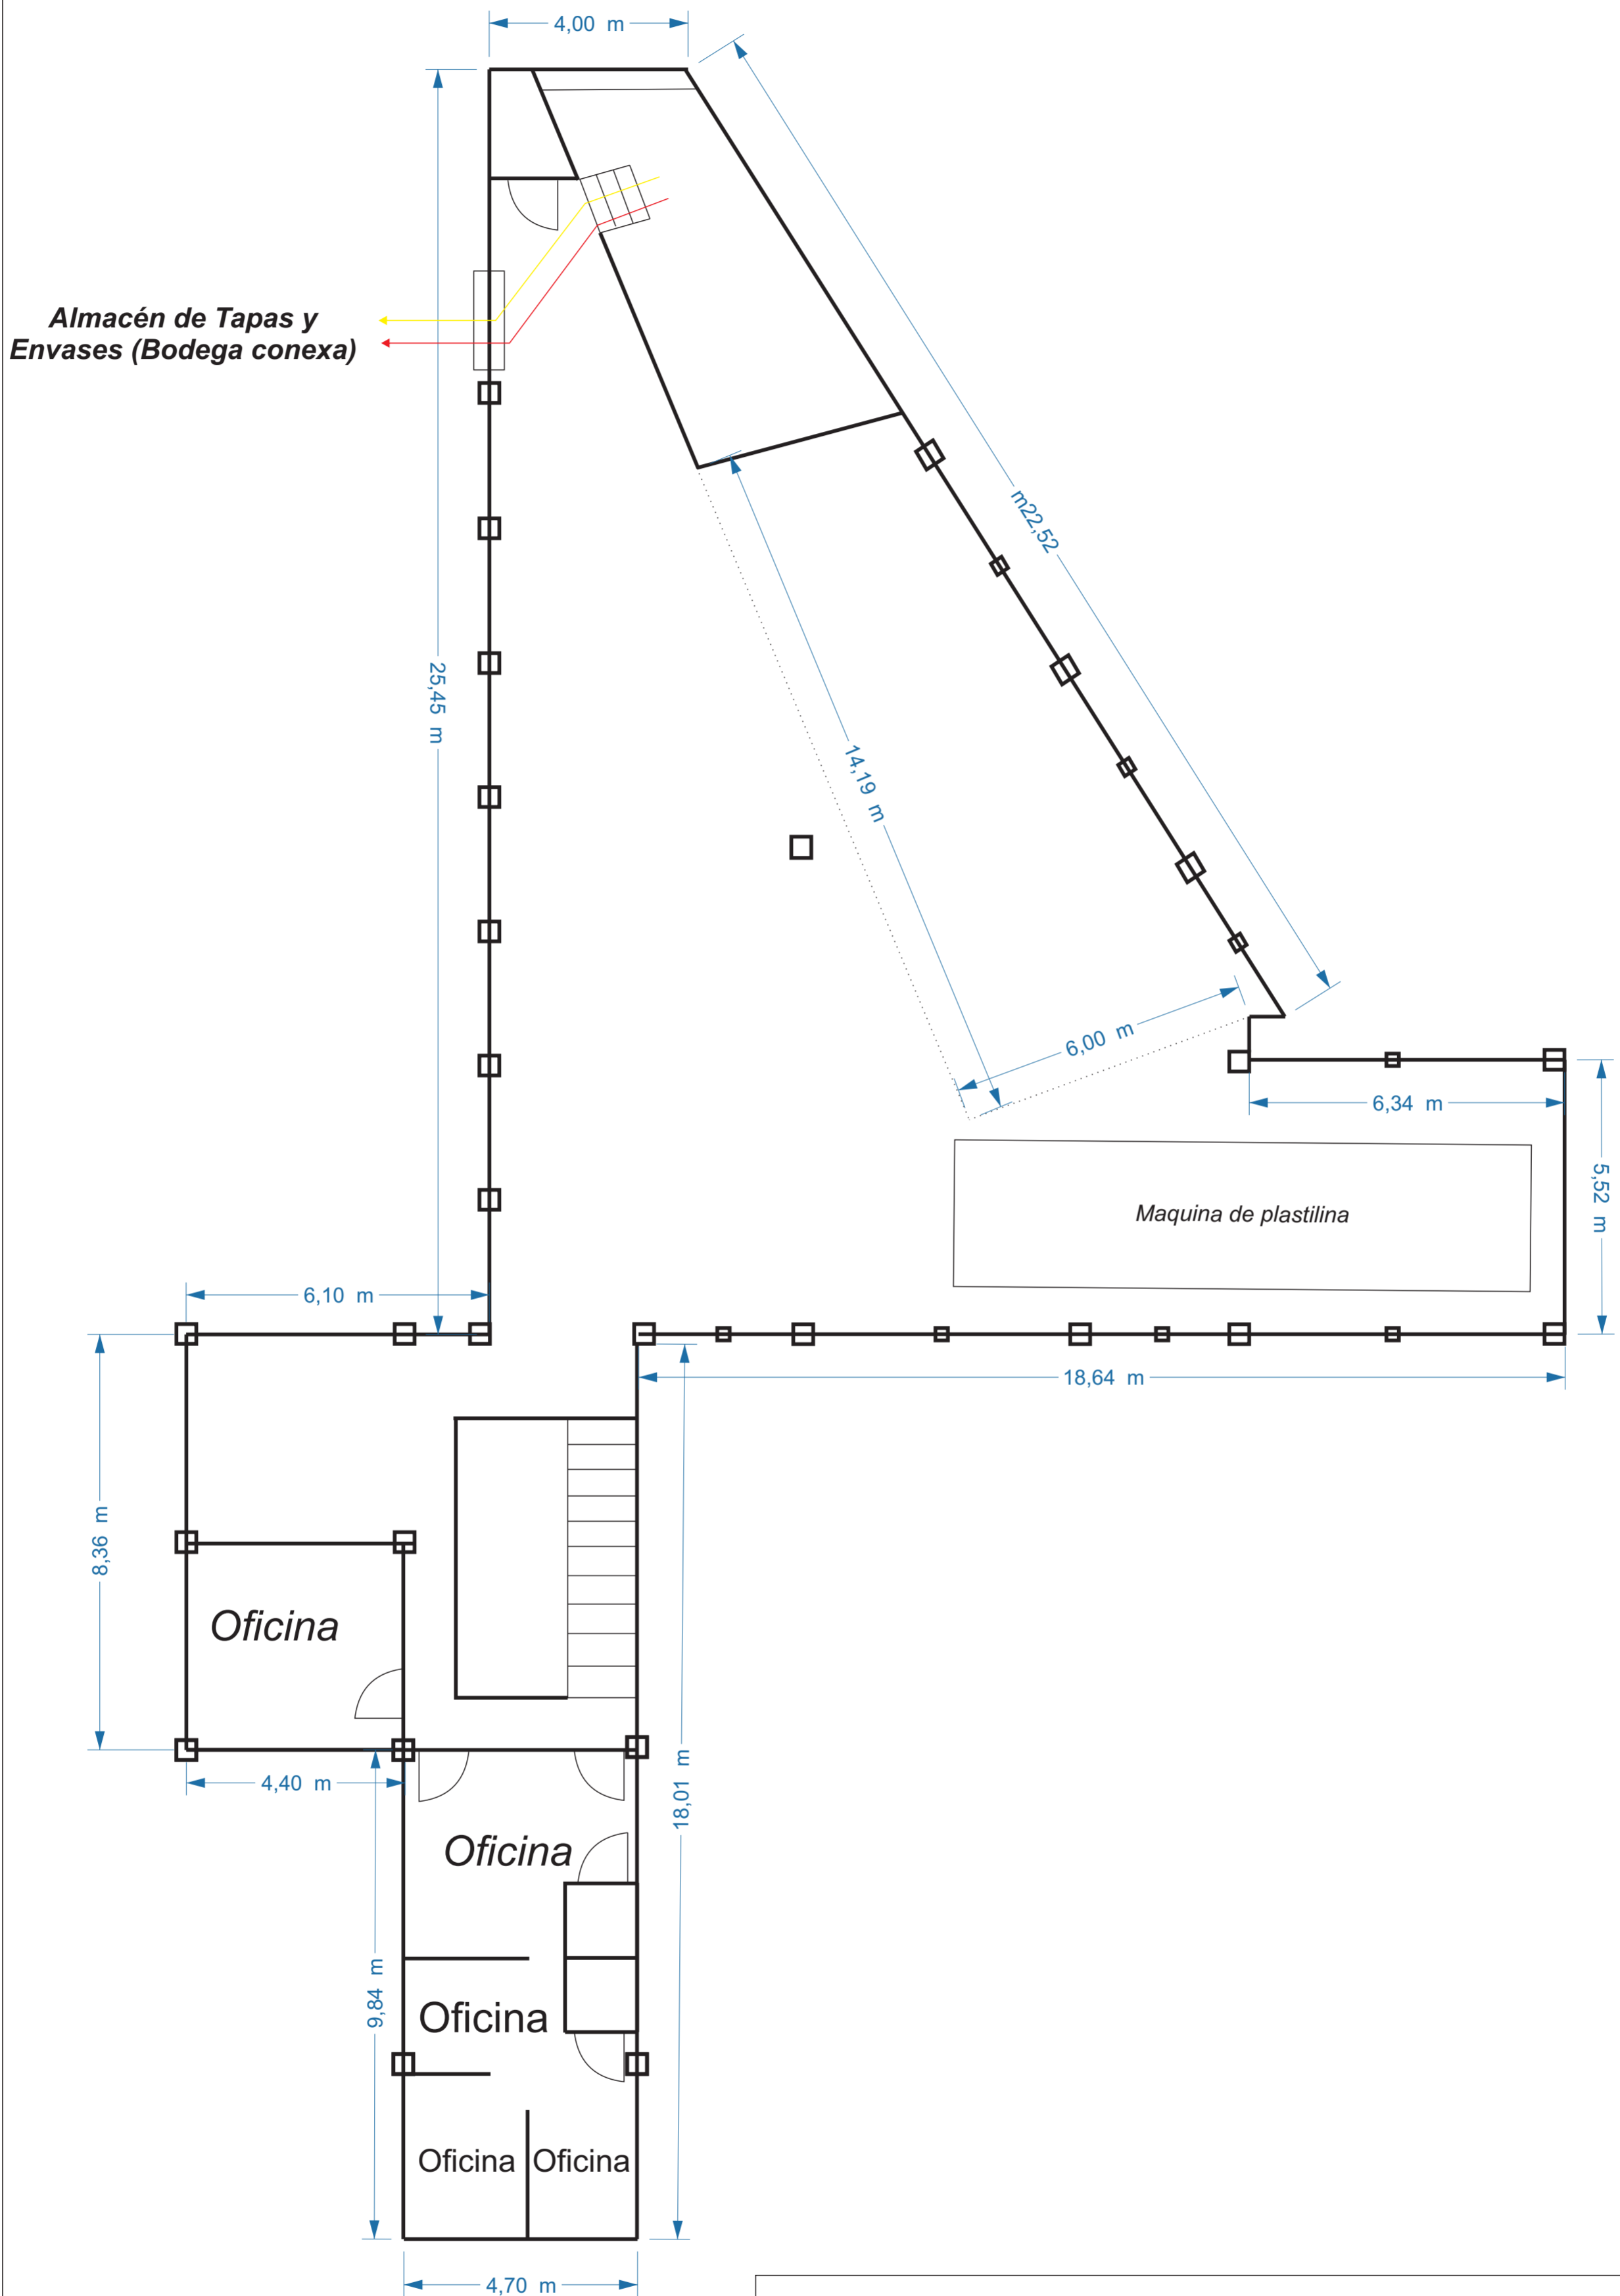 4,00 m
Almacén de Tapas y
Envases (Bodega conexa)
m22,52
25,45 m
14,19 m
6,00 m
6,34 m
5,52 m
Maquina de plastilina
6,10 m
18,64 m
8,36 m
Oficina
4,40 m
18,01 m
Oficina
9,84 m
Oficina
Oficina
Oficina
4,70 m